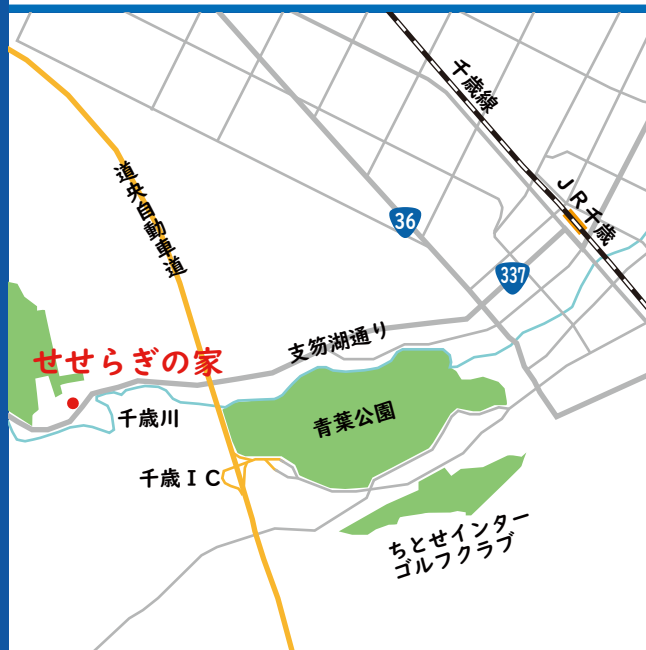 千歳線
道央自動車道
JR千歳
36
337
支笏湖通り
せせらぎの家
千歳川
青葉公園
千歳IC
ちとせインター
ゴルフクラブ